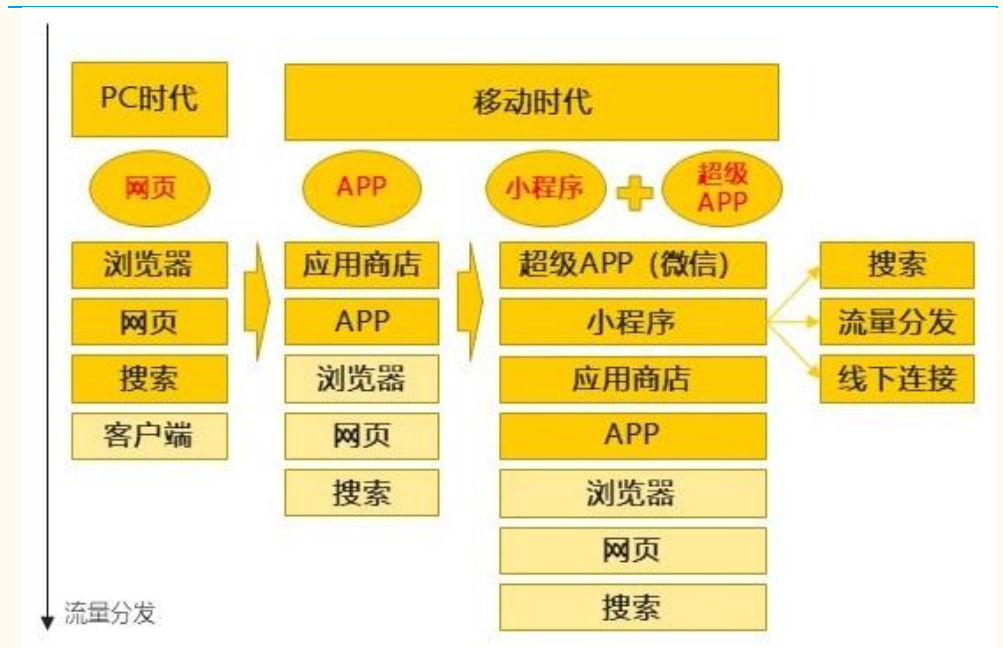 PC时代
移动时代
网页
APP
小程序
超级
APP
浏览器
网页
搜索
客户端
应用商店
APP
浏览器
网页
搜索
超级APP（微信）
小程序
应用商店
APP
浏览器
网页
搜索
搜索
流量分发
线下连接
流量分发